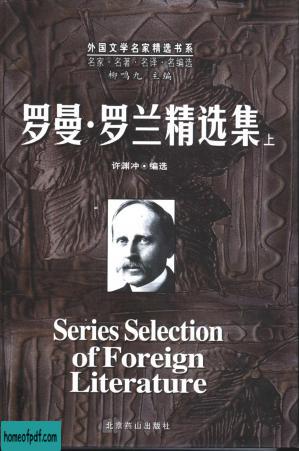 外国文学名家精选书系
名家·名著·名译·名编选
柳鸣九 主编
罗曼·罗兰精选集上
许渊冲·编选
Series Selection
of Foreign
Literature
北京燕山出版社
homeofpdf.com